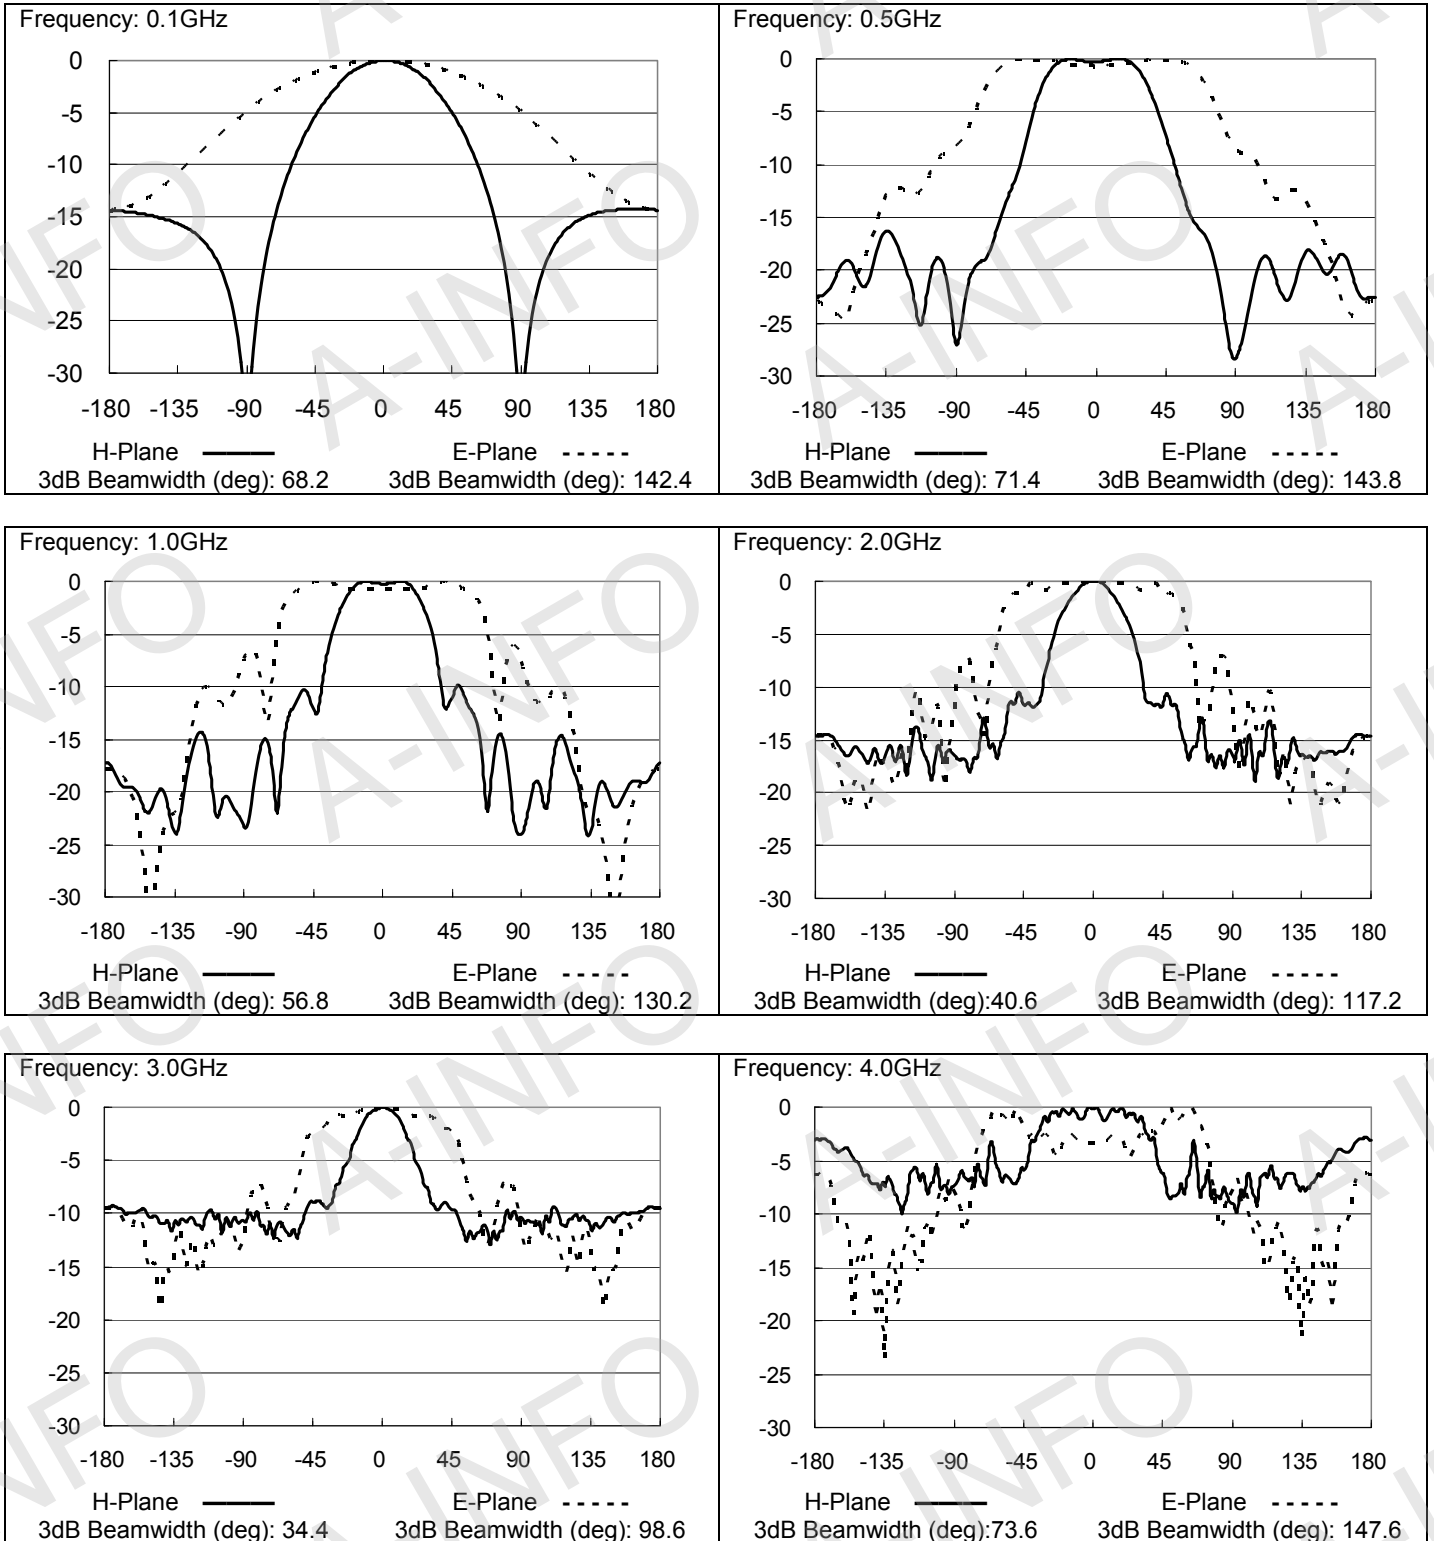 Frequency: 0.1GHz
0
-5
-10
-15
-20
-25
-30
-180 -135 -90 -45 0 45 90 135 180
H-Plane E-Plane
3dB Beamwidth (deg): 68.2 3dB Beamwidth (deg): 142.4
Frequency: 0.5GHz
0
-5
-10
-15
-20
-25
-30
-180 -135 -90 -45 0 45 90 135 180
H-Plane E-Plane
3dB Beamwidth (deg): 71.4 3dB Beamwidth (deg): 143.8
Frequency: 1.0GHz
0
-5
-10
-15
-20
-25
-30
-180 -135 -90 -45 0 45 90 135 180
H-Plane E-Plane
3dB Beamwidth (deg): 56.8 3dB Beamwidth (deg): 130.2
Frequency: 2.0GHz
0
-5
-10
-15
-20
-25
-30
-180 -135 -90 -45 0 45 90 135 180
H-Plane E-Plane
3dB Beamwidth (deg):40.6 3dB Beamwidth (deg): 117.2
Frequency: 3.0GHz
0
-5
-10
-15
-20
-25
-30
-180 -135 -90 -45 0 45 90 135 180
H-Plane E-Plane
3dB Beamwidth (deg): 34.4 3dB Beamwidth (deg): 98.6
Frequency: 4.0GHz
0
-5
-10
-15
-20
-25
-30
-180 -135 -90 -45 0 45 90 135 180
H-Plane E-Plane
3dB Beamwidth (deg):73.6 3dB Beamwidth (deg): 147.6
A-INFO